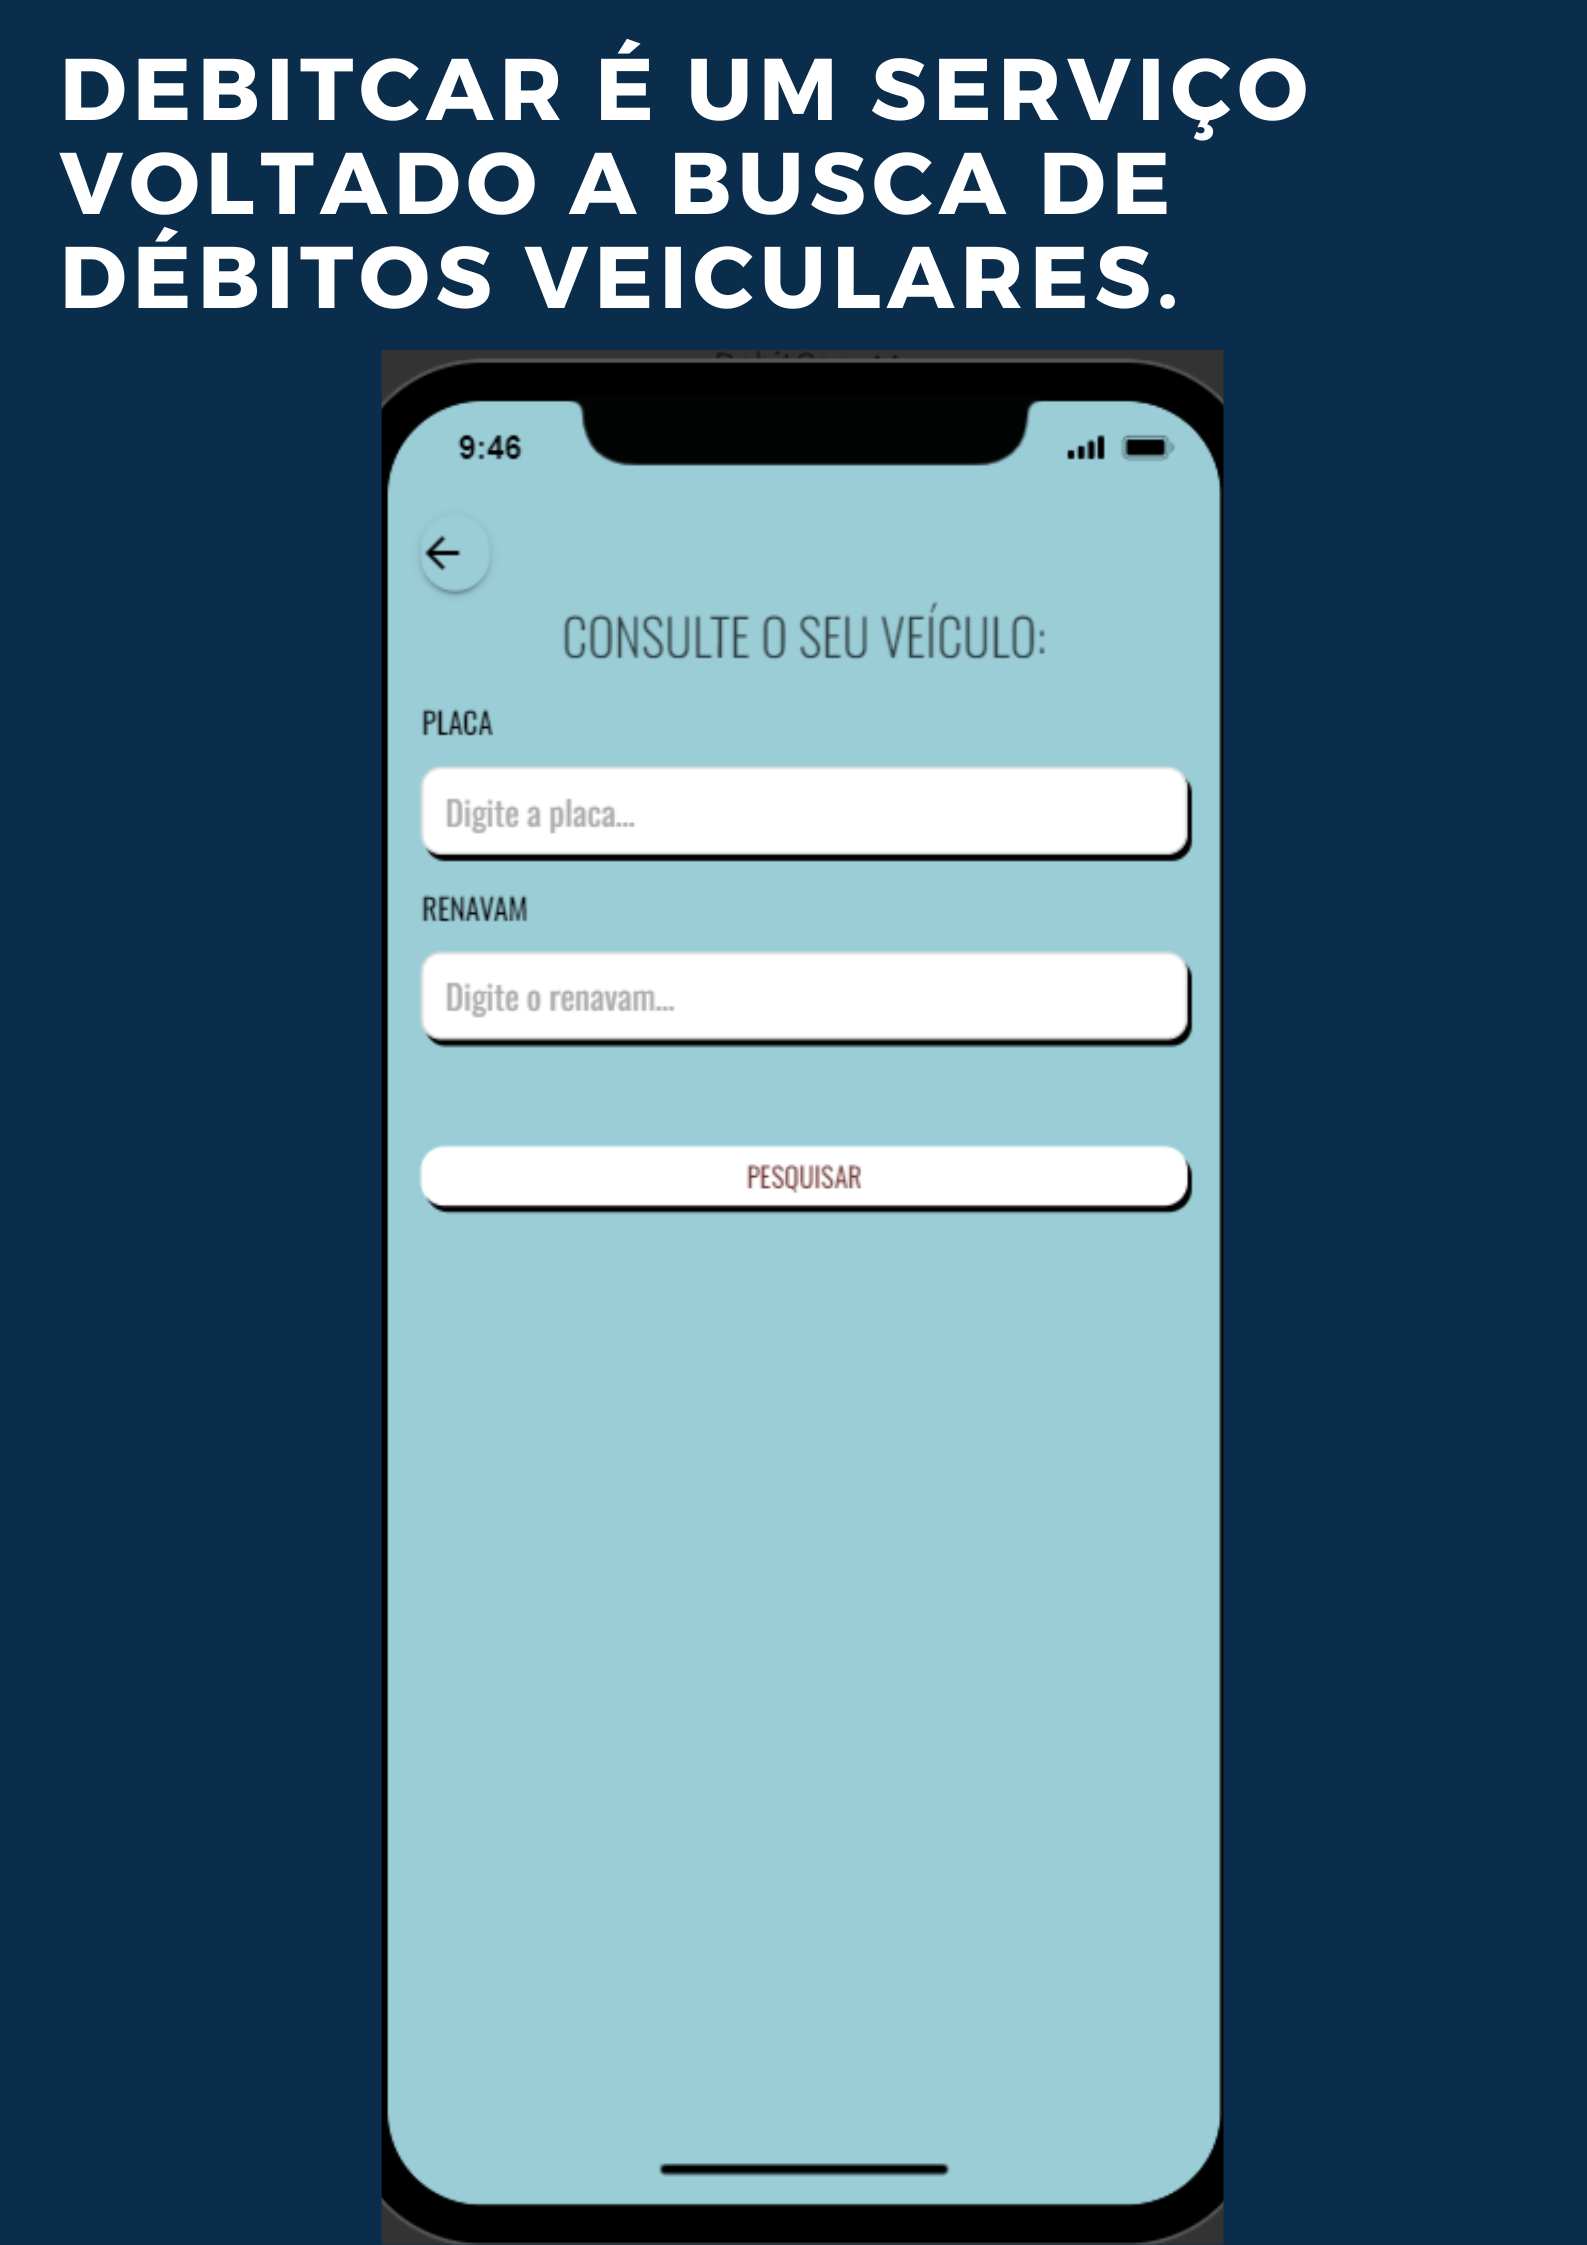 DEBITCAR É UM SERVIÇO
VOLTADO A BUSCA DE
DÉBITOS VEICULARES.
9:46
CONSULTE O SEU VEÍCULO:
PLACA
Digite a placa...
RENAVAM
Digite o renavam...
PESQUISAR